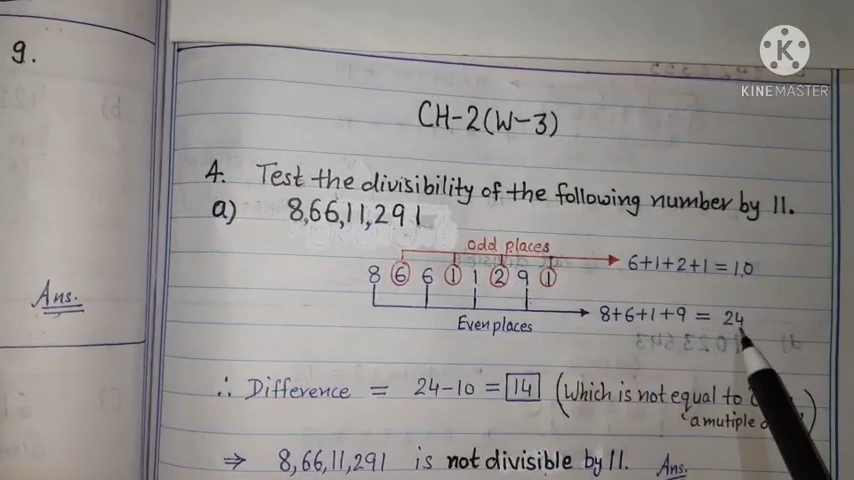 9.
KINEMASTER
CH-2(W-3)
4. Test the divisibility of the following number by 11.
a) 8,66,11,291
odd places
8 6 6 1 1 2 9 1
6+1+2+1 = 10
Even places
8+6+1+9 = 24
Ans.
∴ Difference = 24-10 = 14 (Which is not equal to
a mutiple
⇒ 8,66,11,291 is not divisible by 11. Ans.